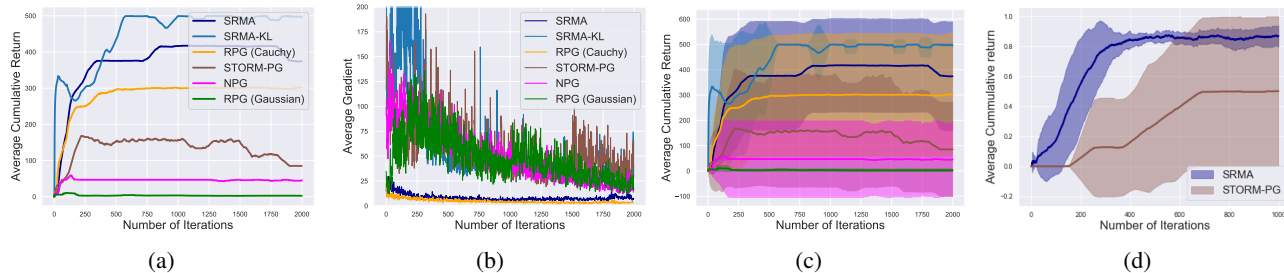 Average Cumulative Return
500
400
300
200
100
0
0 250 500 750 1000 1250 1500 1750 2000
Number of Iterations
SRMA
SRMA-KL
RPG (Cauchy)
STORM-PG
NPG
RPG (Gaussian)
(a)
Average Gradient
200
175
150
125
100
75
50
25
0
0 250 500 750 1000 1250 1500 1750 2000
Number of Iterations
SRMA
SRMA-KL
RPG (Cauchy)
STORM-PG
NPG
RPG (Gaussian)
(b)
Average Cumulative Return
600
500
400
300
200
100
0
−100
0 250 500 750 1000 1250 1500 1750 2000
Number of Iterations
(c)
Average Cumulative return
1.0
0.8
0.6
0.4
0.2
0.0
−0.2
0 200 400 600 800 1000
Number of Iterations
SRMA
STORM-PG
(d)